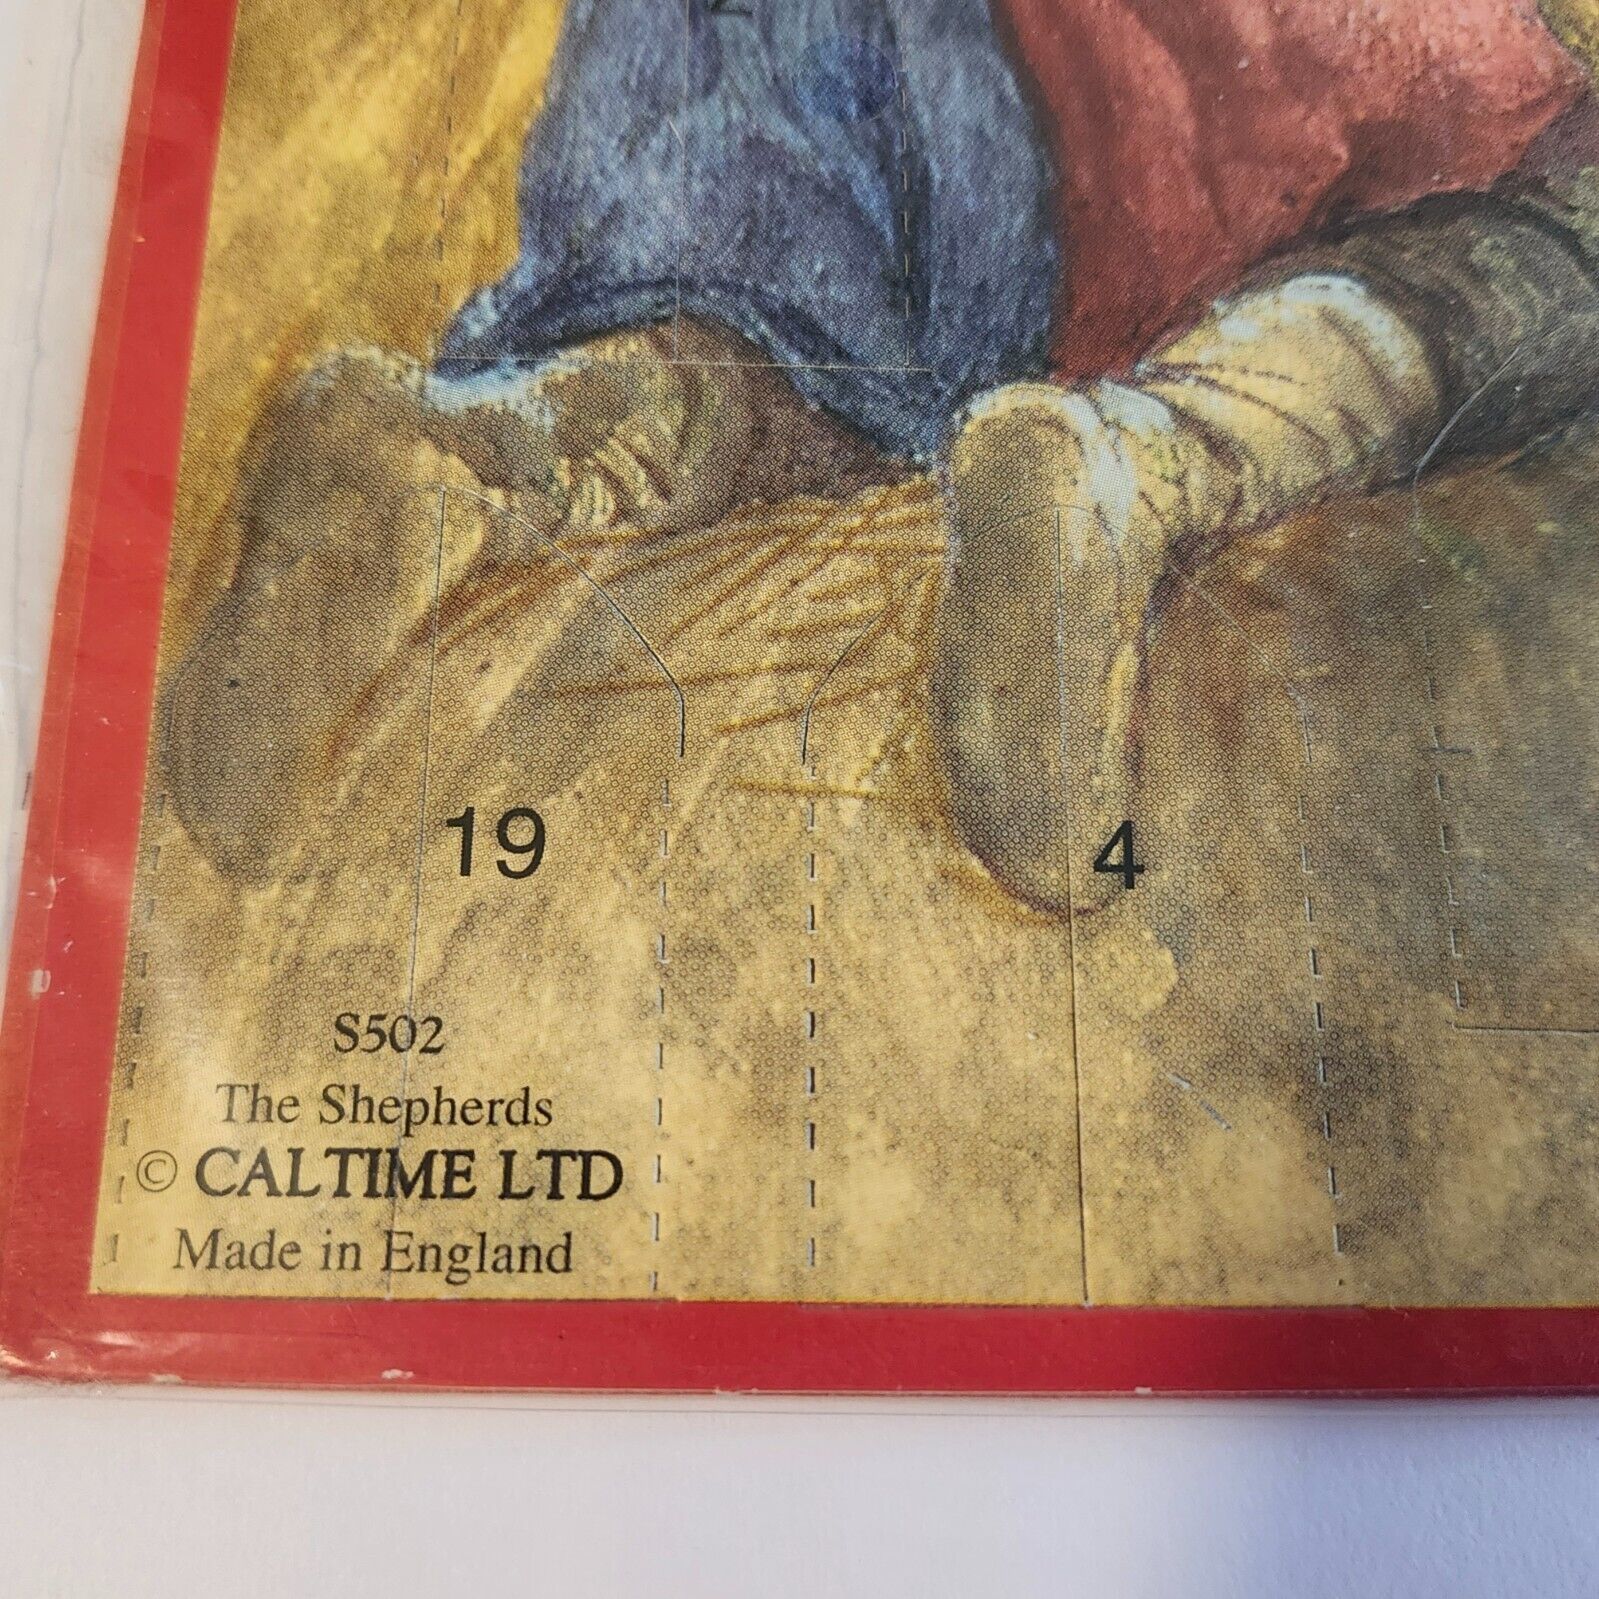 19
4
S502
The Shepherds
© CALTIME LTD
Made in England